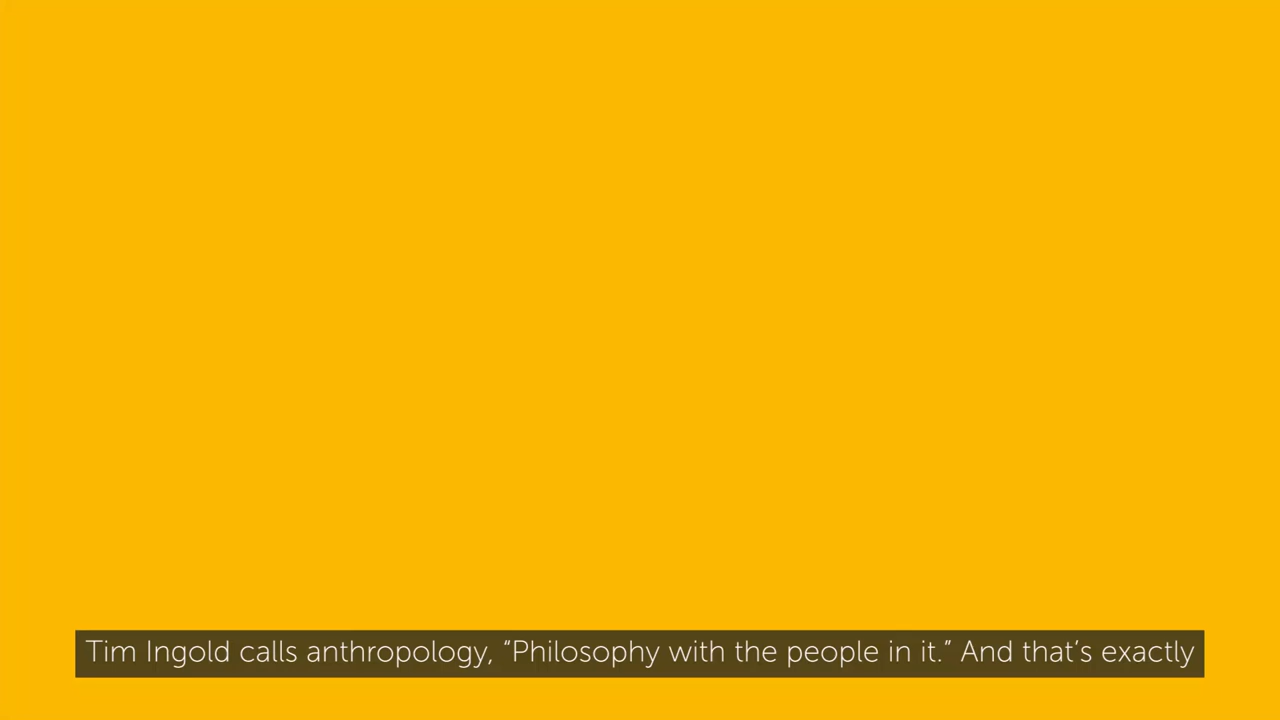 Tim Ingold calls anthropology, “Philosophy with the people in it.” And that’s exactly